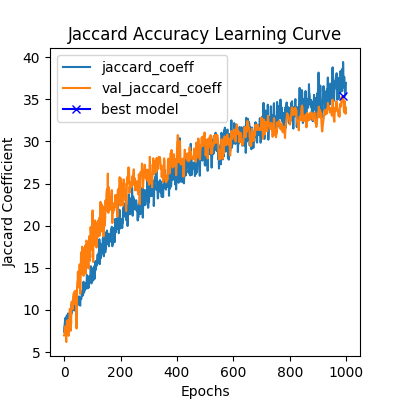 Jaccard Accuracy Learning Curve
jaccard_coeff
val_jaccard_coeff
best model
Jaccard Coefficient
40
35
30
25
20
15
10
5
0 200 400 600 800 1000
Epochs